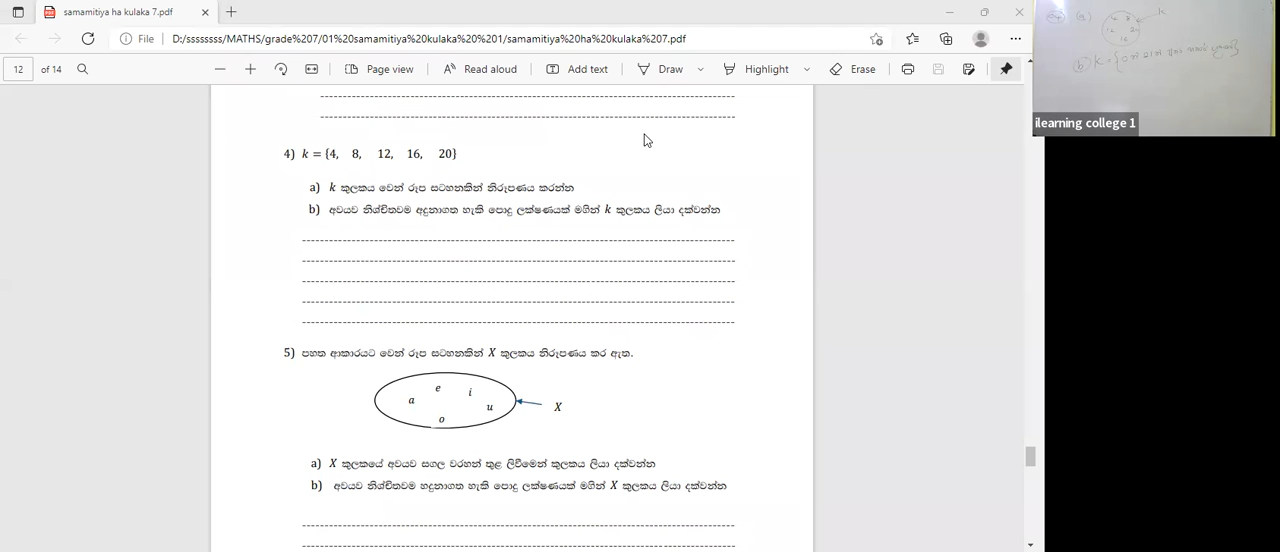 samamitiya ha kulaka 7.pdf
File D:/ssssssss/MATHS/grade%207/01%20samamitiya%20kulaka%20%201/samamitiya%20ha%20kulaka%207.pdf
12 of 14 Page view Read aloud Add text Draw Highlight Erase
ilearning college 1
4) k = {4, 8, 12, 16, 20}
a) k කුලකය වෙන් රූප සටහනකින් නිරූපණය කරන්න
b) අවයව නිශ්චිතවම අදුනාගත හැකි පොදු ලක්ෂණයක් මගින් k කුලකය ලියා දක්වන්න
5) පහත ආකාරයට වෙන් රූප සටහනකින් X කුලකය නිරූපණය කර ඇත.
e i
a u
o
X
a) X කුලකයේ අවයව සගල වරහන් තුළ ලිවීමෙන් කුලකය ලියා දක්වන්න
b) අවයව නිශ්චිතවම හදුනාගත හැකි පොදු ලක්ෂණයක් මගින් X කුලකය ලියා දක්වන්න